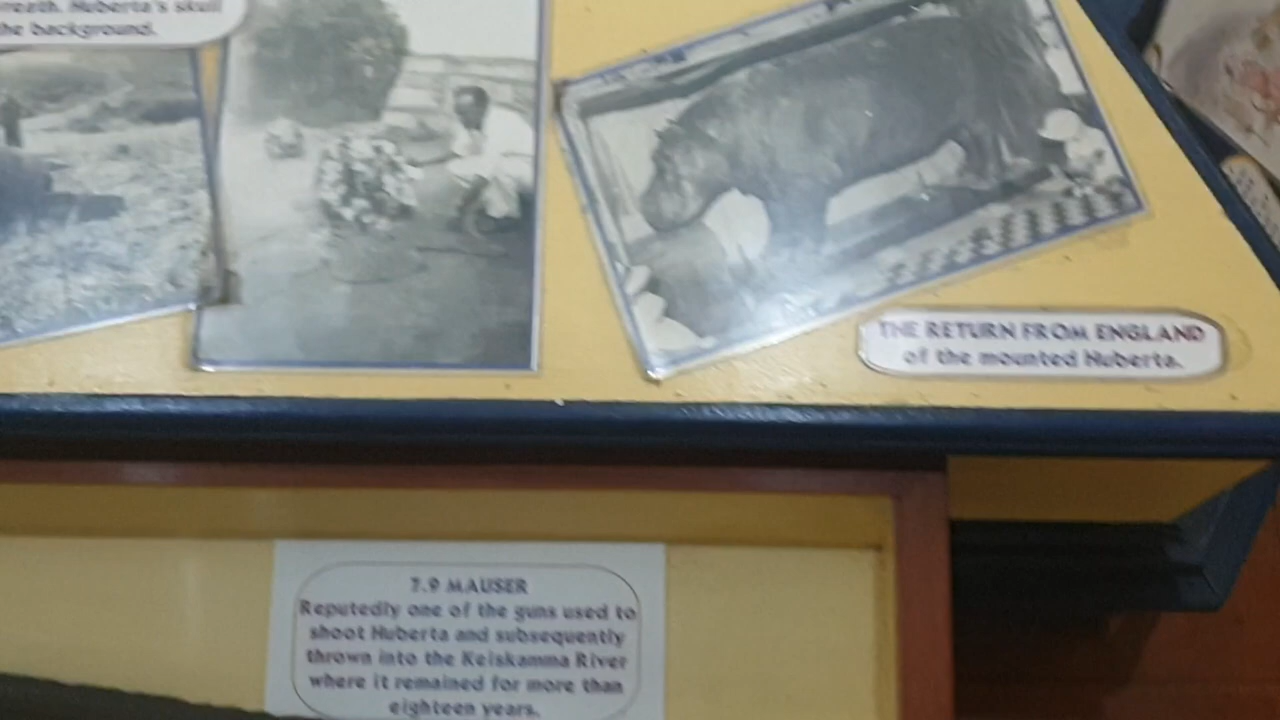 wreath. Huberta's skull
the background.
THE RETURN FROM ENGLAND
of the mounted Huberta.
7.9 MAUSER
Reputedly one of the guns used to
shoot Huberta and subsequently
thrown into the Keiskamma River
where it remained for more than
eighteen years.